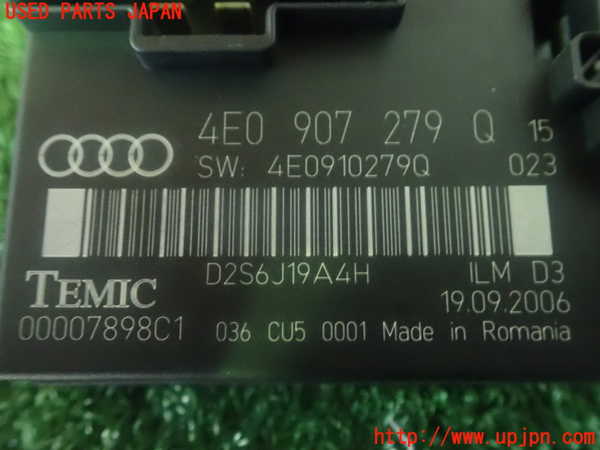 USED PARTS JAPAN
4E0 907 279 Q 15
SW: 4E0910279Q 023
D2S6J19A4H ILM D3
TEMIC 19.09.2006
00007898C1 036 CU5 0001 Made in Romania
http://www.upjpn.com/